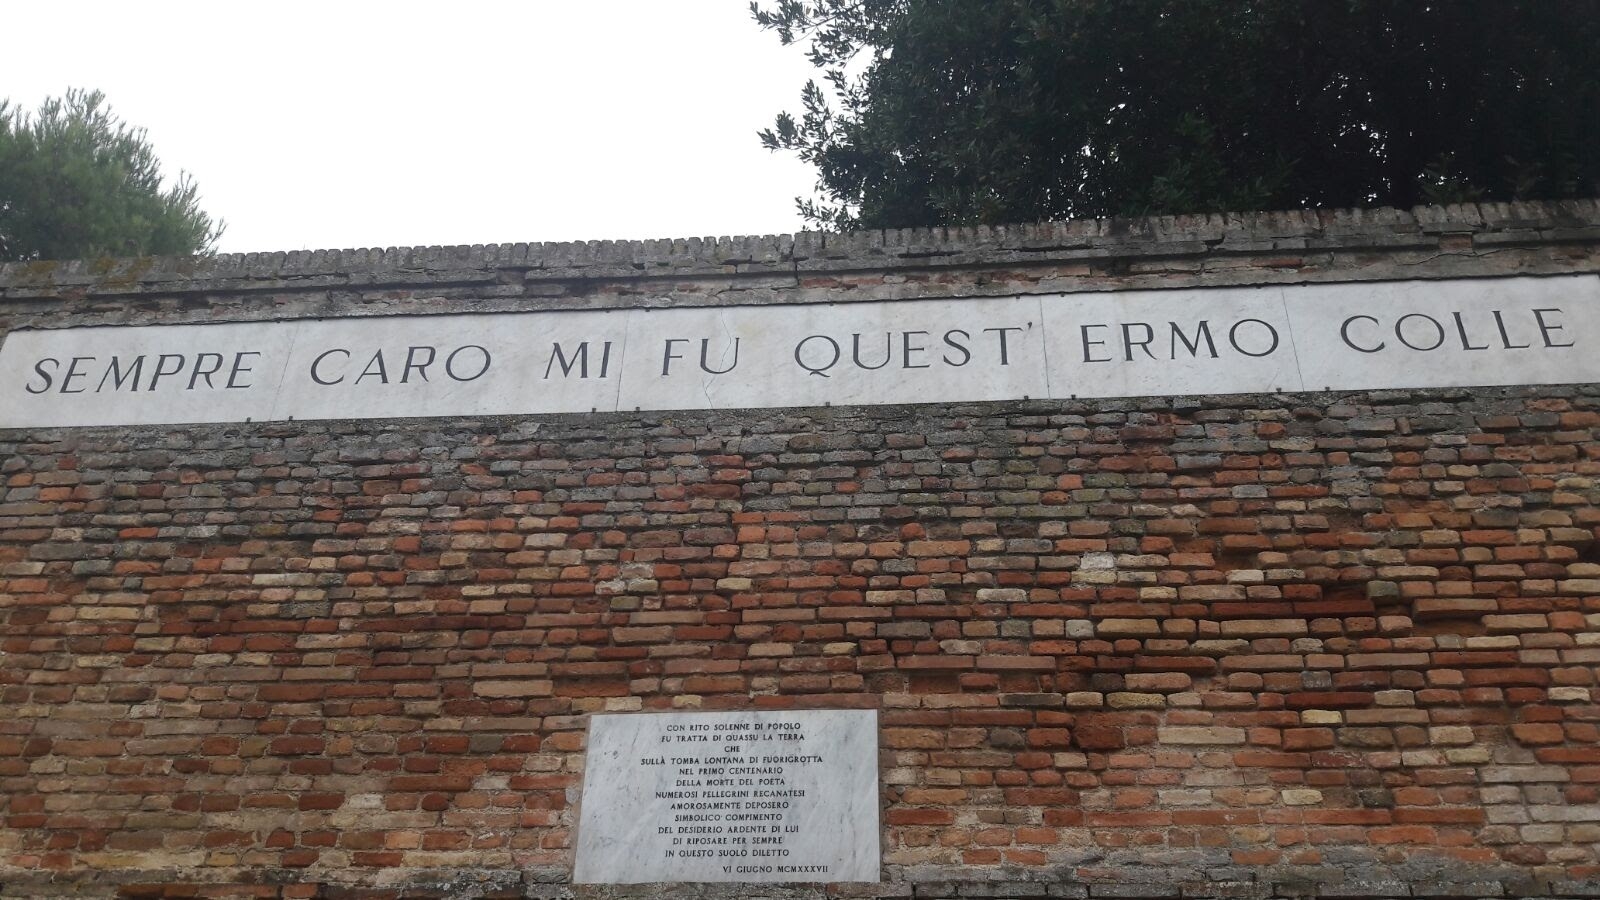 SEMPRE CARO MI FU QUEST' ERMO COLLE
CON RITO SOLENNE DI POPOLO
FU TRATTA DI QUASSU LA TERRA
CHE
SULLÀ TOMBA LONTANA DI FUORIGROTTA
NEL PRIMO CENTENARIO
DELLA MORTE DEL POETA
NUMEROSI PELLEGRINI RECANATESI
AMOROSAMENTE DEPOSERO
SIMBOLICO COMPIMENTO
DEL DESIDERIO ARDENTE DI LUI
DI RIPOSARE PER SEMPRE
IN QUESTO SUOLO DILETTO
VI GIUGNO MCMXXXVII